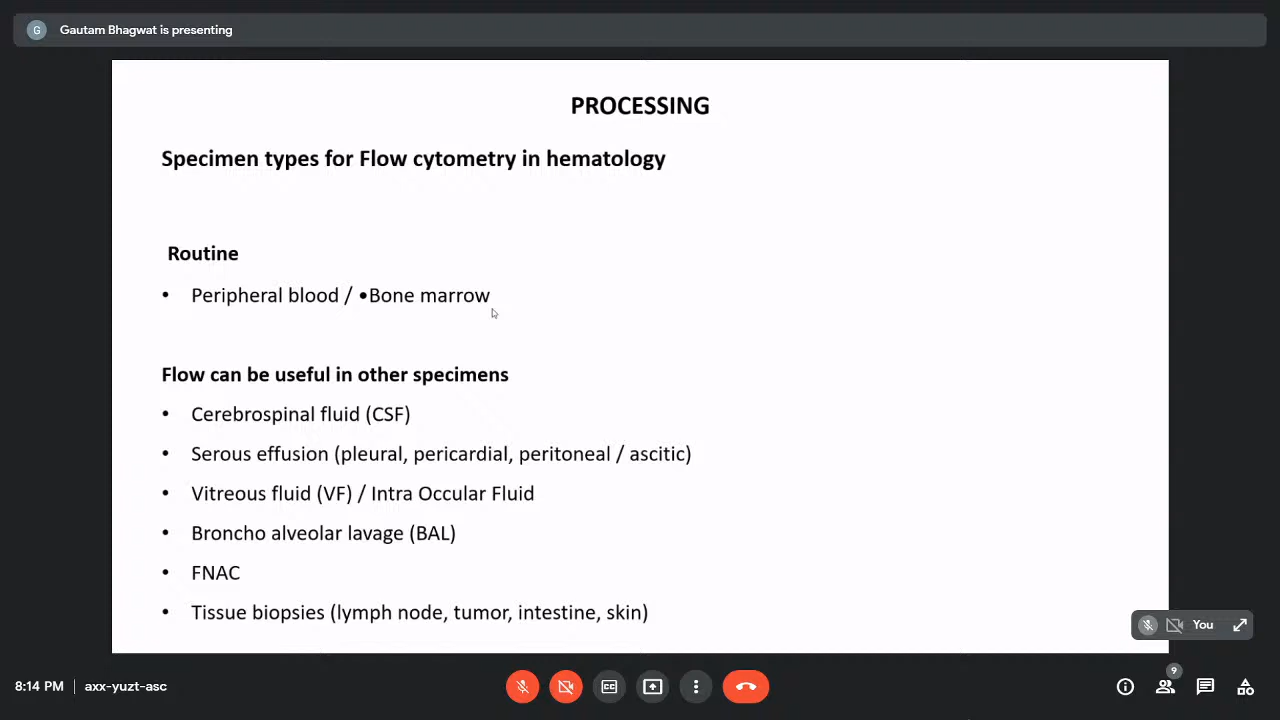 G Gautam Bhagwat is presenting
PROCESSING
Specimen types for Flow cytometry in hematology
Routine
• Peripheral blood / •Bone marrow
Flow can be useful in other specimens
• Cerebrospinal fluid (CSF)
• Serous effusion (pleural, pericardial, peritoneal / ascitic)
• Vitreous fluid (VF) / Intra Occular Fluid
• Broncho alveolar lavage (BAL)
• FNAC
• Tissue biopsies (lymph node, tumor, intestine, skin)
You
8:14 PM | axx-yuzt-asc
CC
9